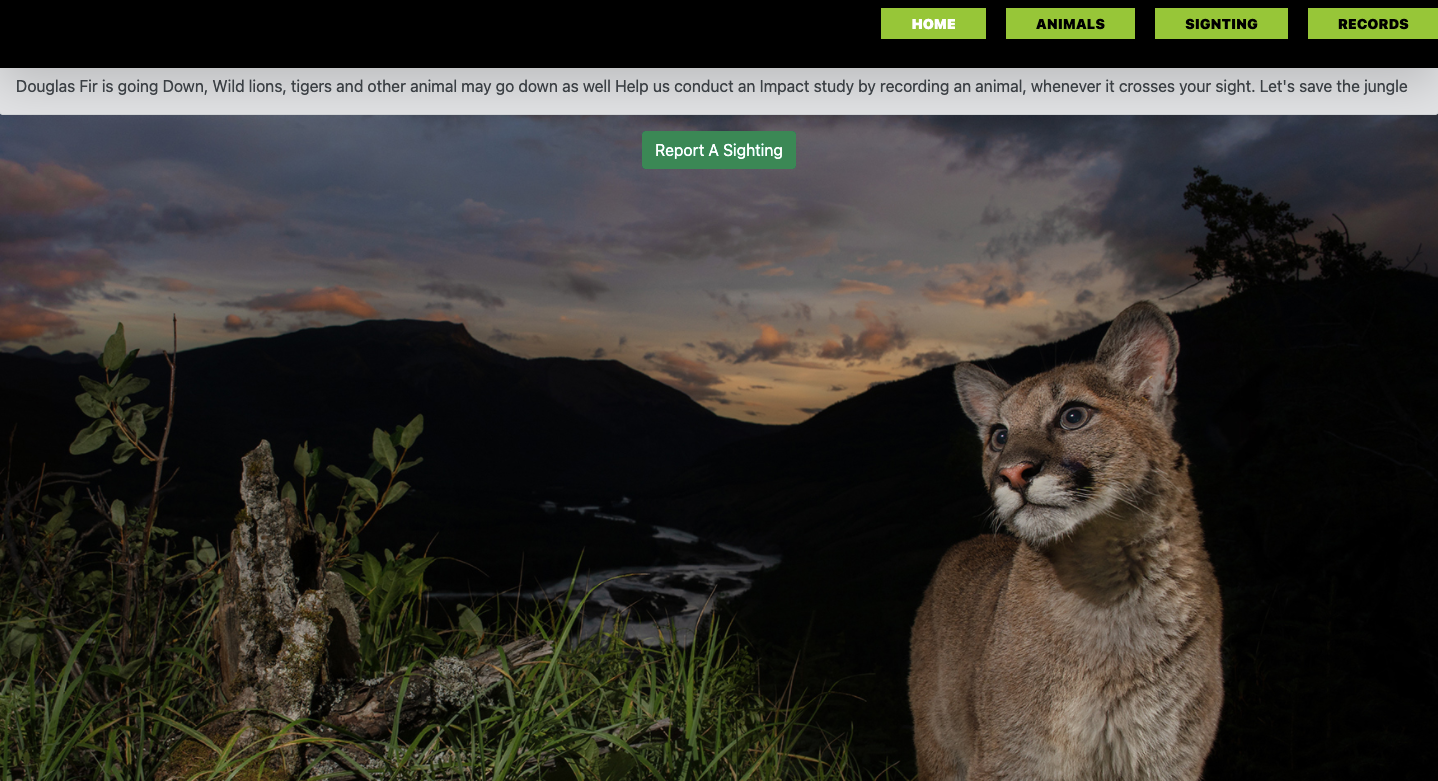 HOME ANIMALS SIGNTING RECORDS
Douglas Fir is going Down, Wild lions, tigers and other animal may go down as well Help us conduct an Impact study by recording an animal, whenever it crosses your sight. Let's save the jungle
Report A Sighting